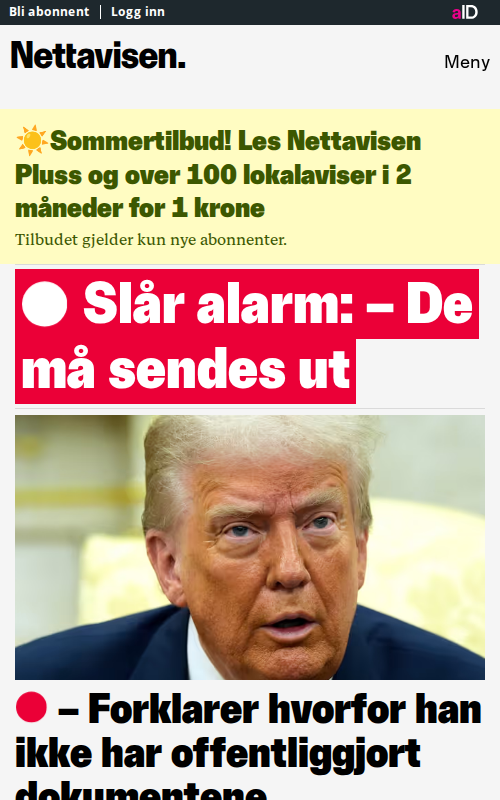 Bli abonnent | Logg inn
aID
Nettavisen.
Meny
☀️Sommertilbud! Les Nettavisen
Pluss og over 100 lokalaviser i 2
måneder for 1 krone
Tilbudet gjelder kun nye abonnenter.
Slår alarm: – De
må sendes ut
– Forklarer hvorfor han
ikke har offentliggjort
dokumentene